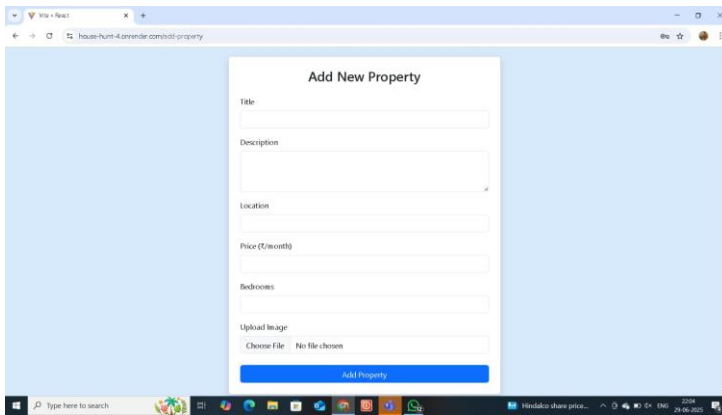 Vite + React
house-hunt-4.onrender.com/add-property
Add New Property
Title
Description
Location
Price (₹/month)
Bedrooms
Upload Image
Choose File No file chosen
Add Property
Type here to search
Hindalco share price...
ENG
22:04
29-06-2025